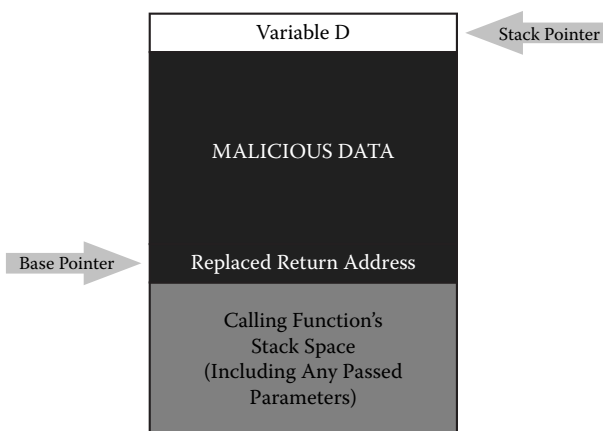 Variable D
Stack Pointer
MALICIOUS DATA
Base Pointer
Replaced Return Address
Calling Function's
Stack Space
(Including Any Passed
Parameters)